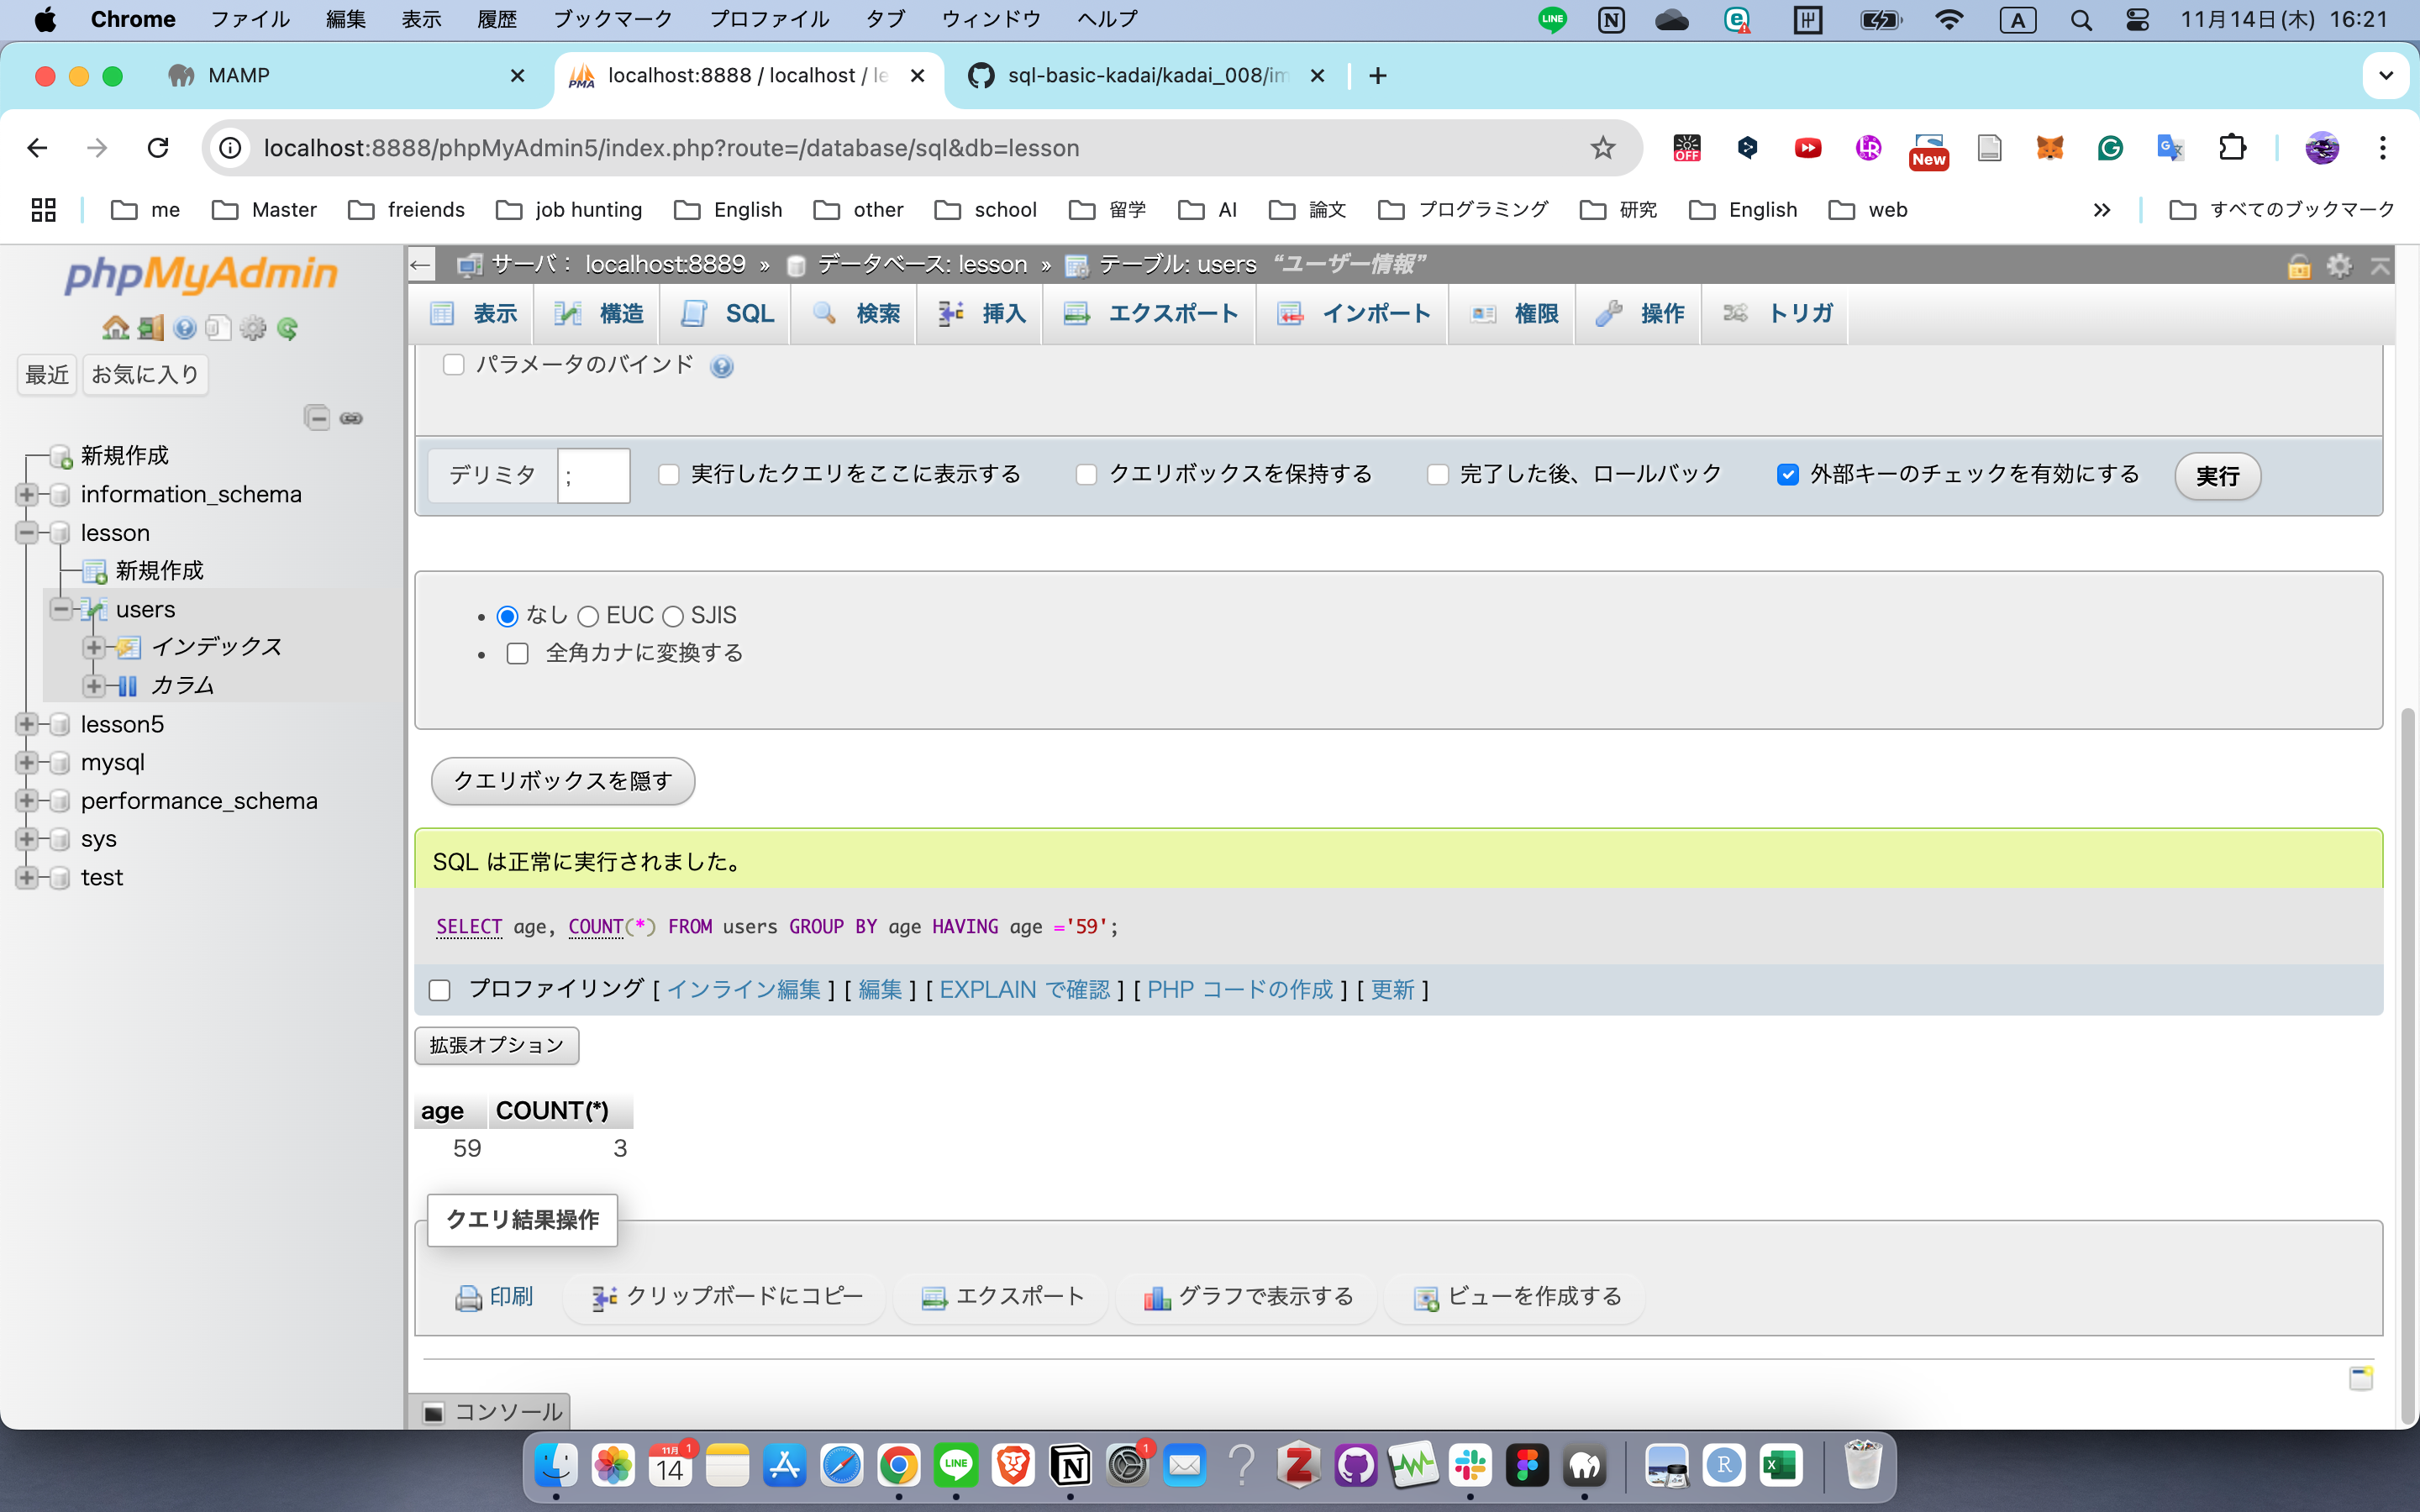 Chrome ファイル 編集 表示 履歴 ブックマーク プロファイル タブ ウィンドウ ヘルプ LINE A 11月14日(木) 16:21
MAMP
localhost:8888 / localhost / le
sql-basic-kadai/kadai_008/im
localhost:8888/phpMyAdmin5/index.php?route=/database/sql&db=lesson
OFF New
me Master freiends job hunting English other school 留学 AI 論文 プログラミング 研究 English web » すべてのブックマーク
phpMyAdmin
最近 お気に入り
新規作成
information_schema
lesson
新規作成
users
インデックス
カラム
lesson5
mysql
performance_schema
sys
test
サーバ： localhost:8889 » データベース: lesson » テーブル: users “ユーザー情報”
表示 構造 SQL 検索 挿入 エクスポート インポート 権限 操作 トリガ
パラメータのバインド
デリミタ ; 実行したクエリをここに表示する クエリボックスを保持する 完了した後、ロールバック 外部キーのチェックを有効にする 実行
なし EUC SJIS
全角カナに変換する
クエリボックスを隠す
SQL は正常に実行されました。
SELECT age, COUNT(*) FROM users GROUP BY age HAVING age ='59';
プロファイリング [ インライン編集 ] [ 編集 ] [ EXPLAIN で確認 ] [ PHP コードの作成 ] [ 更新 ]
拡張オプション
age COUNT(*)
59 3
クエリ結果操作
印刷 クリップボードにコピー エクスポート グラフで表示する ビューを作成する
コンソール
11月 1 14 LINE N 1 Z R X